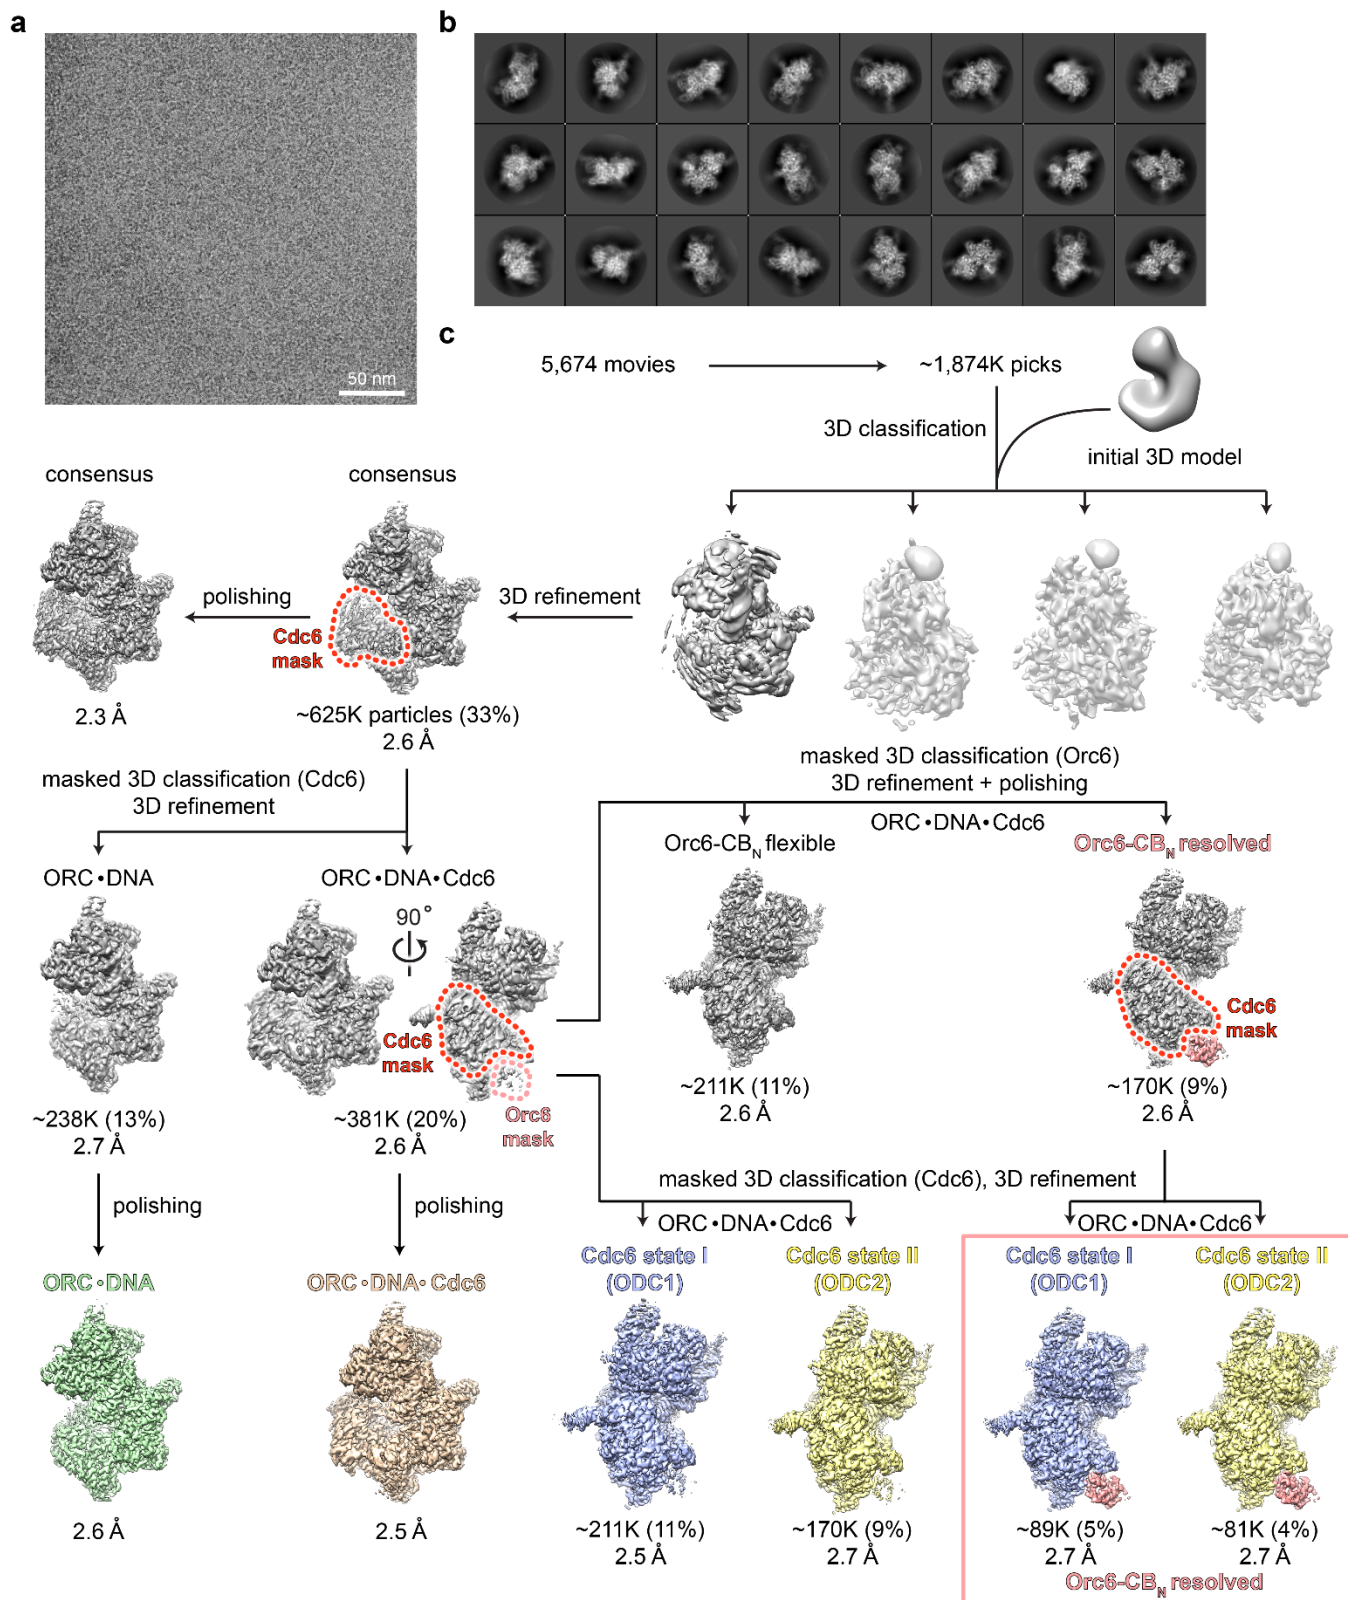 a
b
50 nm
c
5,674 movies
~1,874K picks
3D classification
initial 3D model
consensus
consensus
polishing
3D refinement
Cdc6
mask
2.3 Å
~625K particles (33%)
2.6 Å
masked 3D classification (Cdc6)
3D refinement
masked 3D classification (Orc6)
3D refinement + polishing
ORC•DNA•Cdc6
Orc6-CBN flexible
Orc6-CBN resolved
ORC•DNA
ORC•DNA•Cdc6
90°
Cdc6
mask
Orc6
mask
Cdc6
mask
~238K (13%)
2.7 Å
~381K (20%)
2.6 Å
~211K (11%)
2.6 Å
~170K (9%)
2.6 Å
polishing
polishing
masked 3D classification (Cdc6), 3D refinement
ORC•DNA•Cdc6
ORC•DNA•Cdc6
ORC•DNA
ORC•DNA•Cdc6
Cdc6 state I
(ODC1)
Cdc6 state II
(ODC2)
Cdc6 state I
(ODC1)
Cdc6 state II
(ODC2)
2.6 Å
2.5 Å
~211K (11%)
2.5 Å
~170K (9%)
2.7 Å
~89K (5%)
2.7 Å
~81K (4%)
2.7 Å
Orc6-CBN resolved